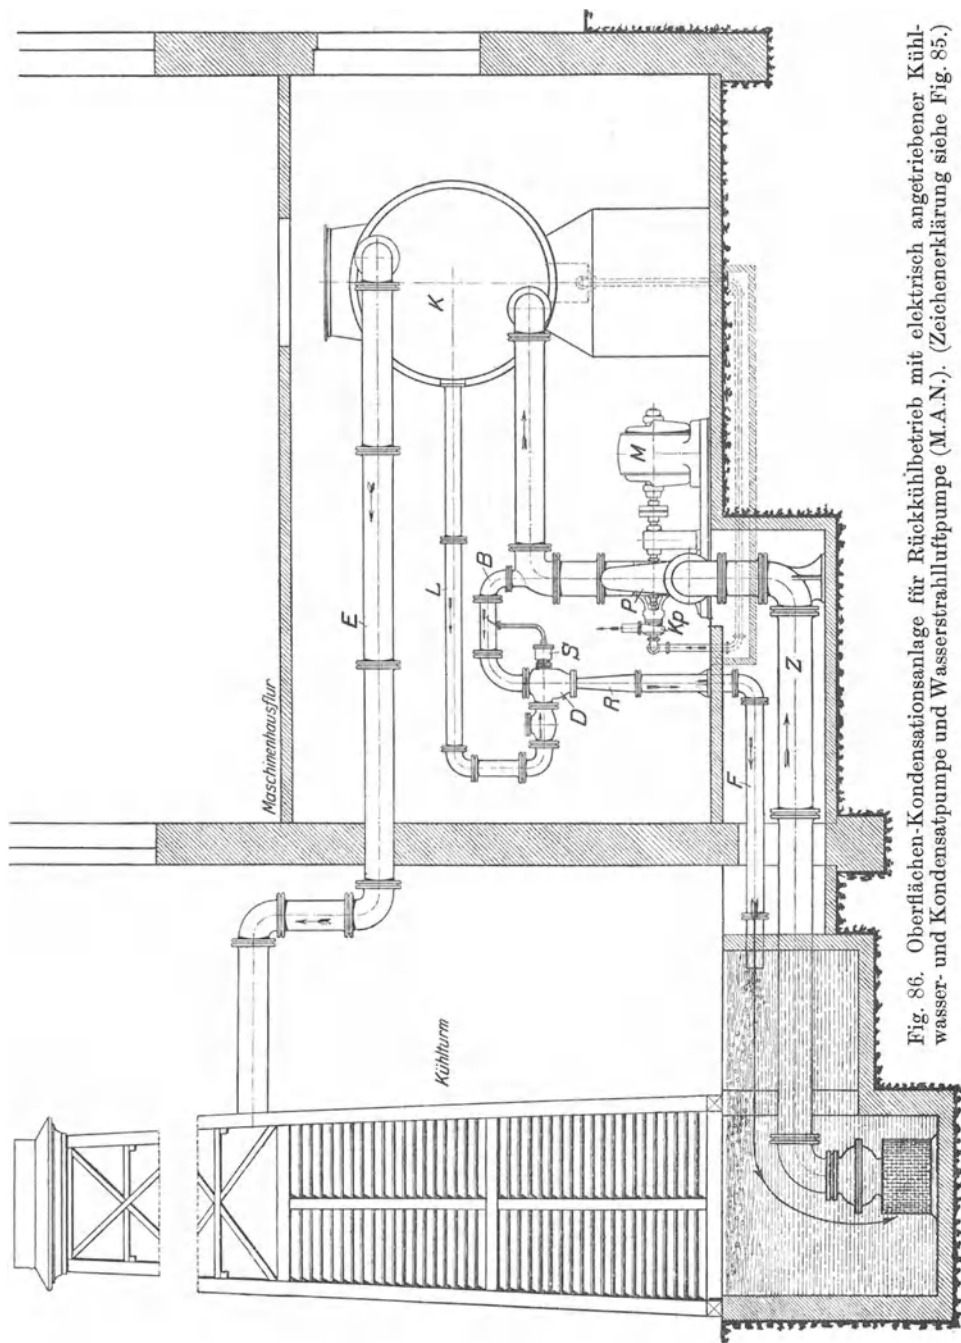 Maschinenhausflur
Kühlturm
E
L
K
B
S
D
R
P
Kp
M
F
Z
Fig. 86. Oberflächen-Kondensationsanlage für Rückkühlbetrieb mit elektrisch angetriebener Kühl-
wasser- und Kondensatpumpe und Wasserstrahlluftpumpe (M.A.N.). (Zeichenerklärung siehe Fig. 85.)